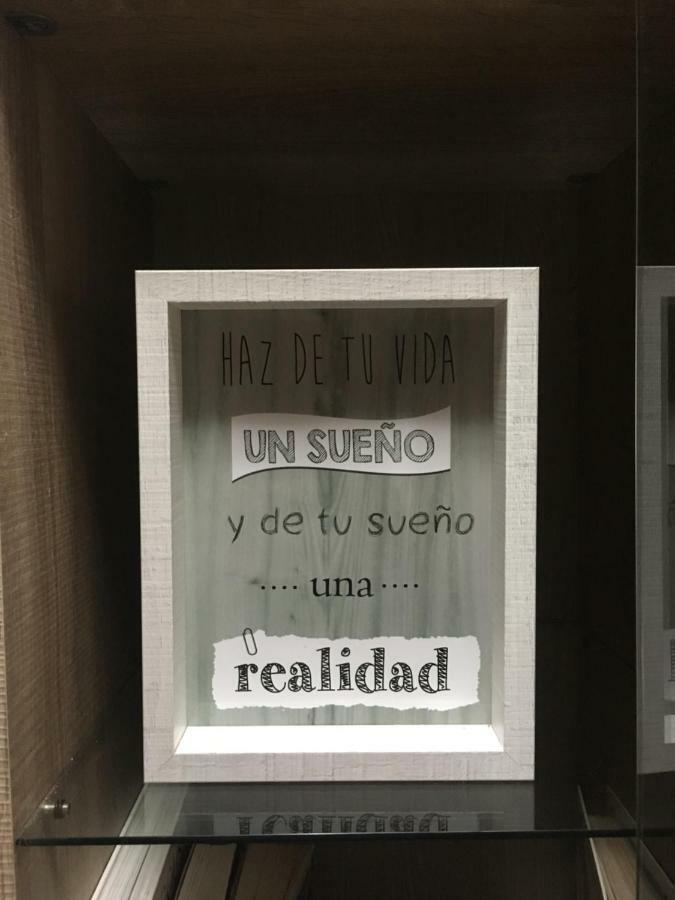 HAZ DE TU VIDA
UN SUEÑO
y de tu sueño
.... una ....
realidad